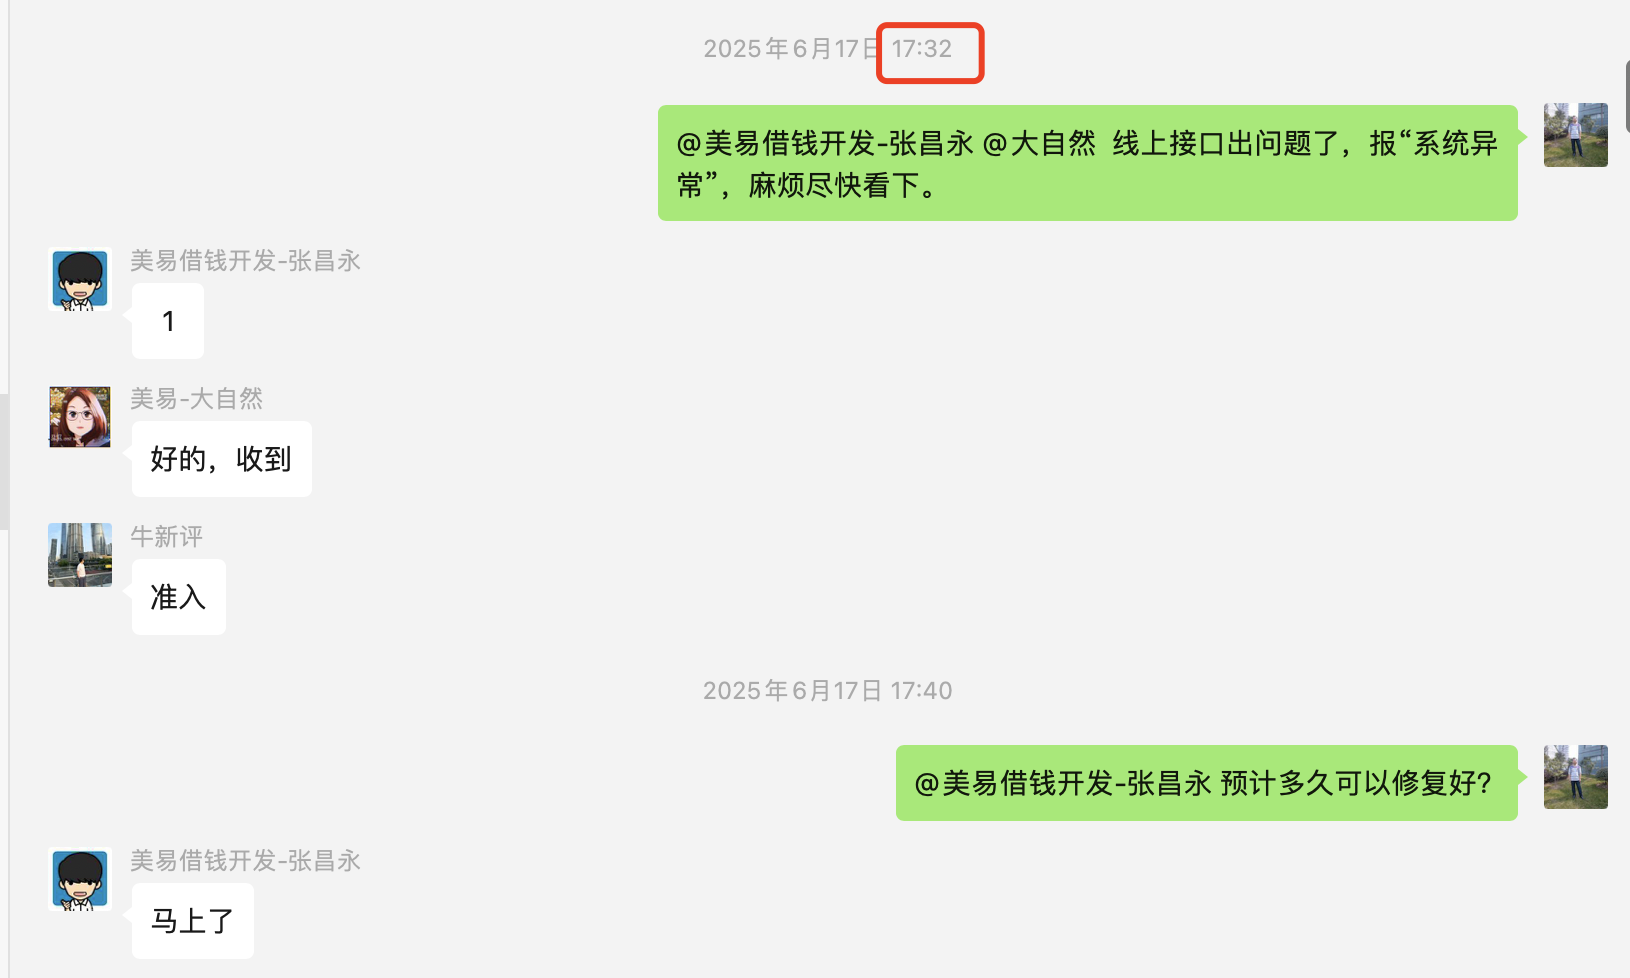 2025年6月17日 17:32
@美易借钱开发-张昌永 @大自然 线上接口出问题了，报“系统异
常”，麻烦尽快看下。
美易借钱开发-张昌永
1
美易-大自然
好的，收到
牛新评
准入
2025年6月17日 17:40
@美易借钱开发-张昌永 预计多久可以修复好?
美易借钱开发-张昌永
马上了